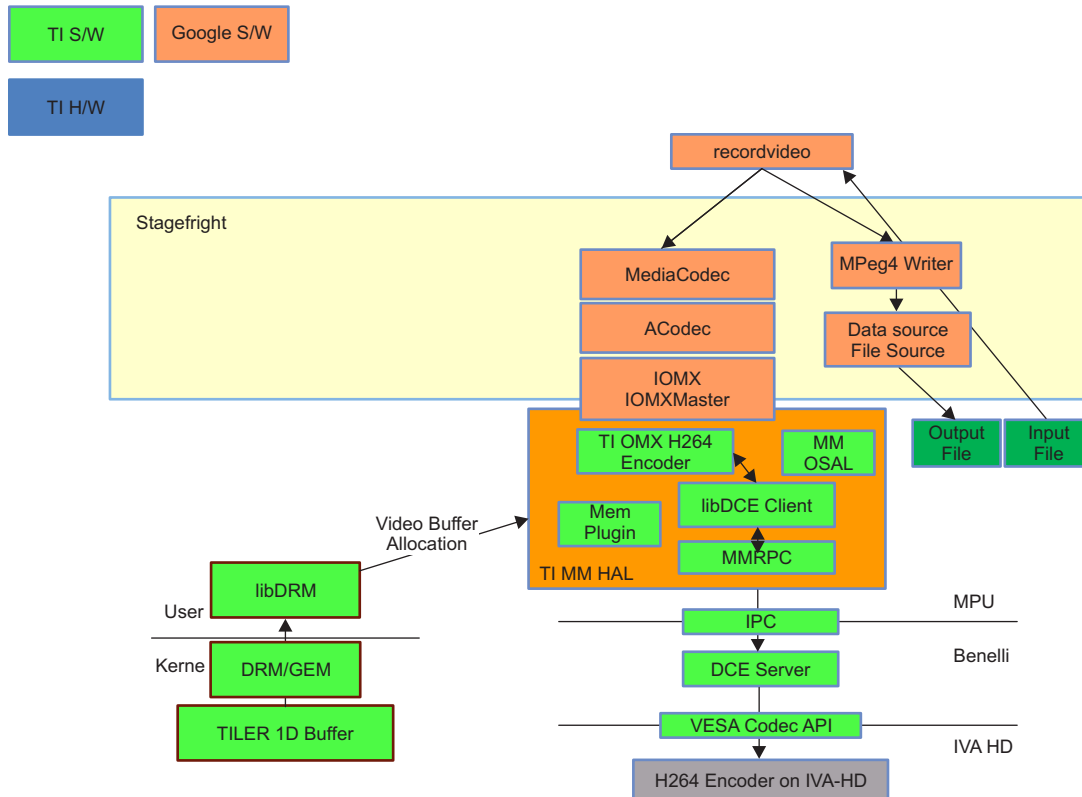 TI S/W
Google S/W
TI H/W
recordvideo
Stagefright
MediaCodec
MPeg4 Writer
ACodec
Data source
File Source
IOMX
IOMXMaster
Output
File
Input
File
TI OMX H264
Encoder
MM
OSAL
libDCE Client
Mem
Plugin
MMRPC
TI MM HAL
Video Buffer
Allocation
libDRM
User
Kerne
DRM/GEM
TILER 1D Buffer
MPU
IPC
Benelli
DCE Server
VESA Codec API
IVA HD
H264 Encoder on IVA-HD